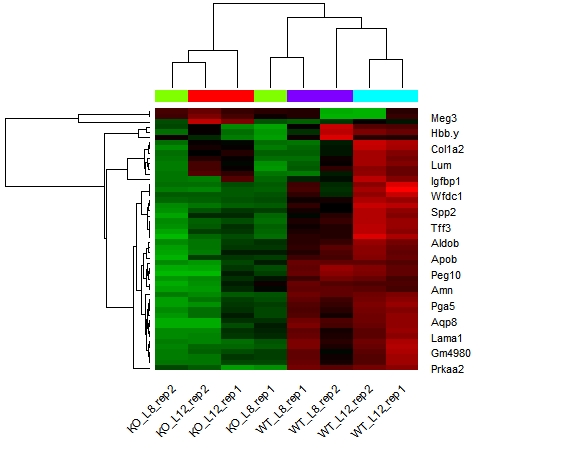 Meg3
Hbb.y
Col1a2
Lum
Igfbp1
Wfdc1
Spp2
Tff3
Aldob
Apob
Peg10
Amn
Pga5
Aqp8
Lama1
Gm4980
Prkaa2
KO_L8_rep2
KO_L12_rep2
KO_L12_rep1
KO_L8_rep1
WT_L8_rep1
WT_L8_rep2
WT_L12_rep2
WT_L12_rep1